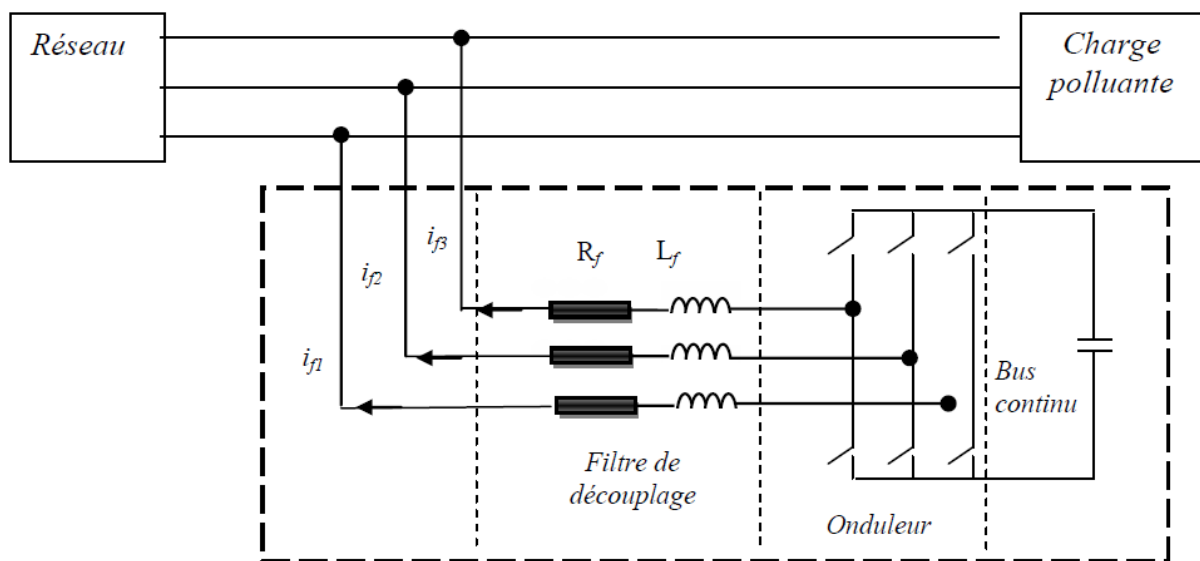 Réseau
Charge
polluante
if3
if2
if1
Rf
Lf
Filtre de
découplage
Onduleur
Bus
continu